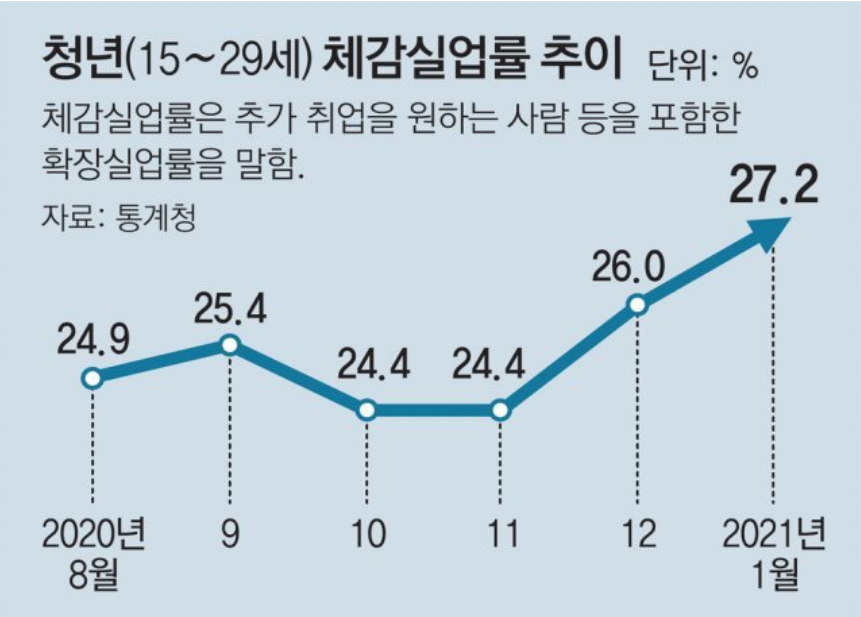 청년(15~29세) 체감실업률 추이 단위: %
체감실업률은 추가 취업을 원하는 사람 등을 포함한
확장실업률을 말함.
자료: 통계청
24.9
25.4
24.4
24.4
26.0
27.2
2020년 8월
9
10
11
12
2021년 1월